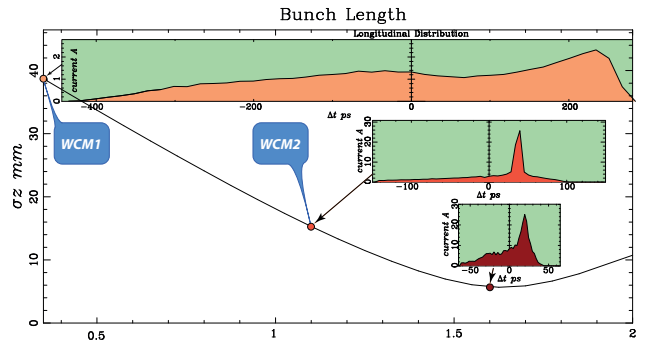 Bunch Length
Longitudinal Distribution
current A
0 1 2
-400 -200 0 200
Δt ps
WCM1
WCM2
current A
0 10 20 30
-100 0 100
Δt ps
current A
0 10 20 30
-50 0 50
Δt ps
σz mm
0 10 20 30 40
0.5 1 1.5 2